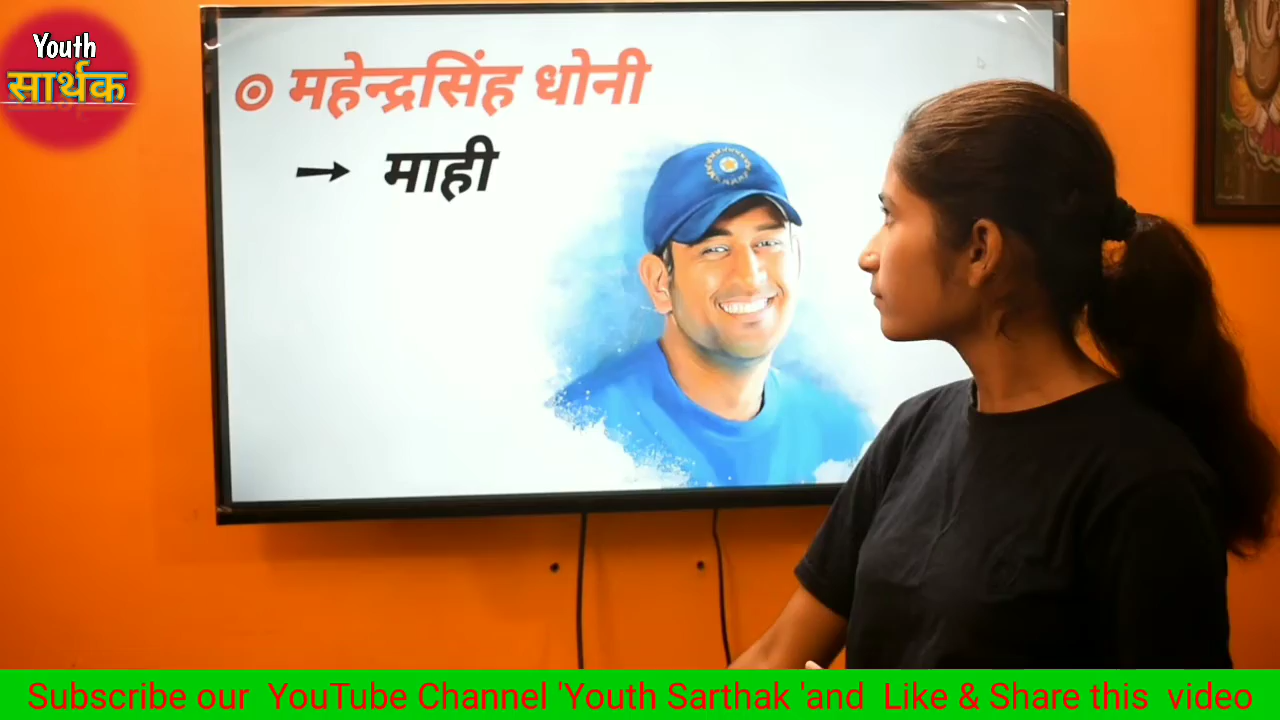 Youth
सार्थक
महेन्द्रसिंह धोनी
→ माही
Subscribe our YouTube Channel 'Youth Sarthak 'and Like & Share this video